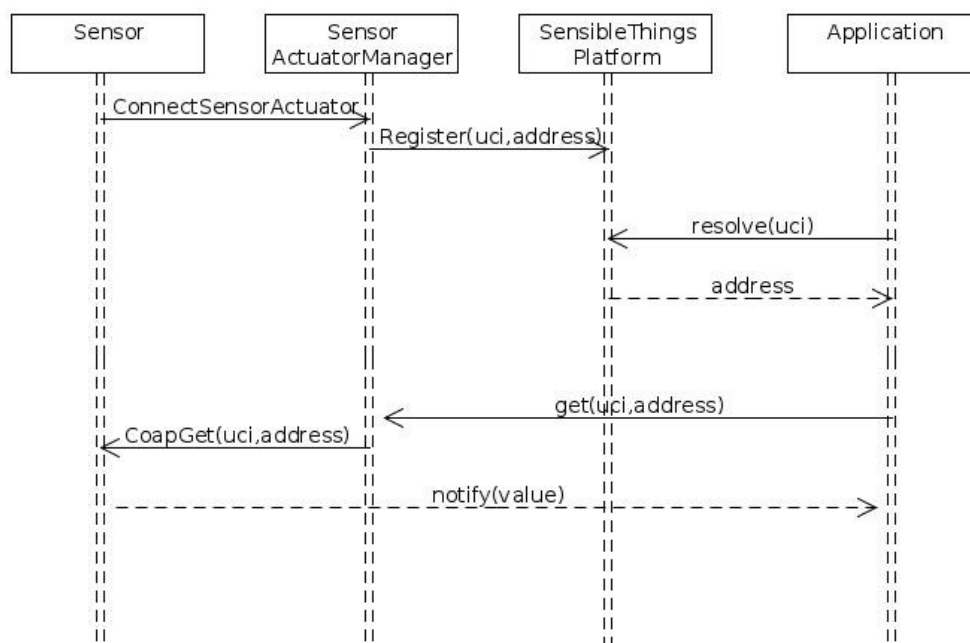 Sensor
Sensor
ActuatorManager
SensibleThings
Platform
Application
ConnectSensorActuator
Register(uci,address)
resolve(uci)
address
get(uci,address)
CoapGet(uci,address)
notify(value)